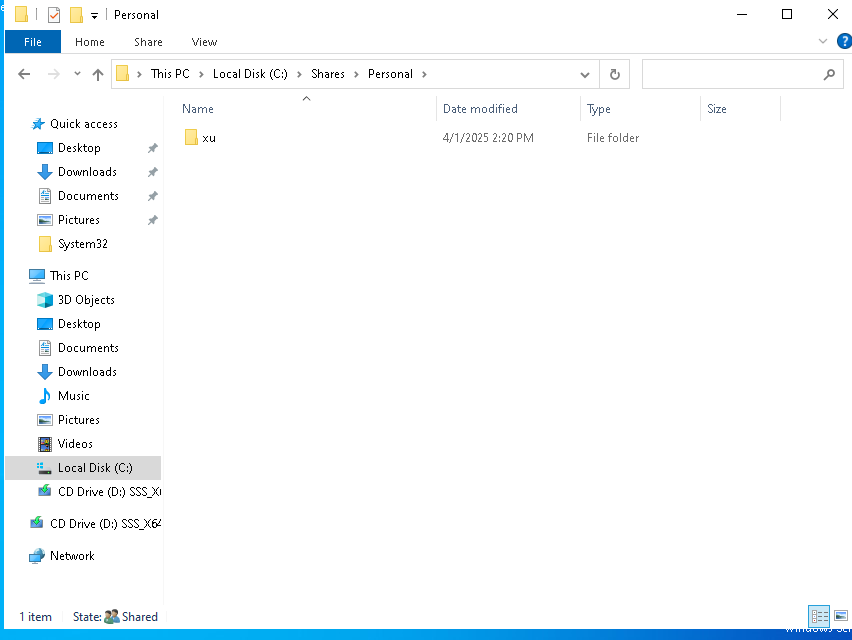 Personal
File Home Share View
This PC > Local Disk (C:) > Shares > Personal >
Name Date modified Type Size
xu 4/1/2025 2:20 PM File folder
Quick access
Desktop
Downloads
Documents
Pictures
System32
This PC
3D Objects
Desktop
Documents
Downloads
Music
Pictures
Videos
Local Disk (C:)
CD Drive (D:) SSS_X6
CD Drive (D:) SSS_X64
Network
1 item State: Shared